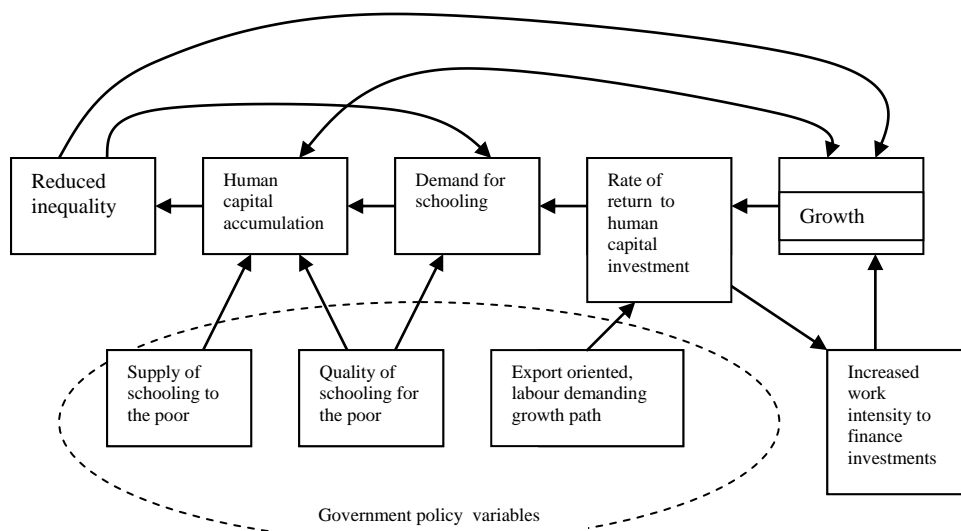 Reduced
inequality
Human
capital
accumulation
Demand for
schooling
Rate of
return to
human
capital
investment
Growth
Supply of
schooling to
the poor
Quality of
schooling for
the poor
Export oriented,
labour demanding
growth path
Increased
work
intensity to
finance
investments
Government policy variables